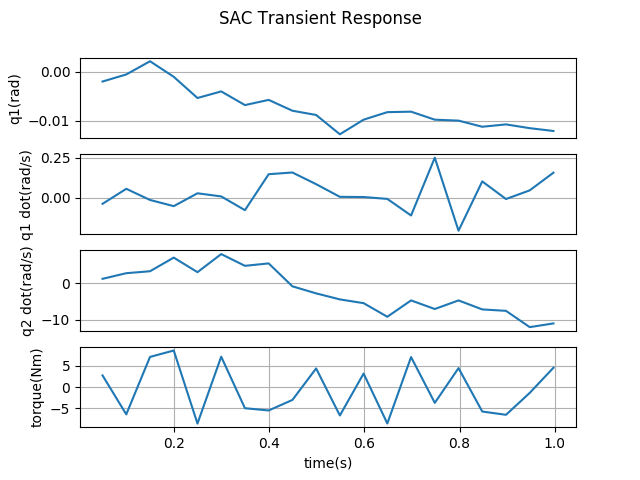 SAC Transient Response
q1(rad)
0.00
−0.01
q1 dot(rad/s)
0.25
0.00
q2 dot(rad/s)
0
−10
torque(Nm)
5
0
−5
0.2 0.4 0.6 0.8 1.0
time(s)